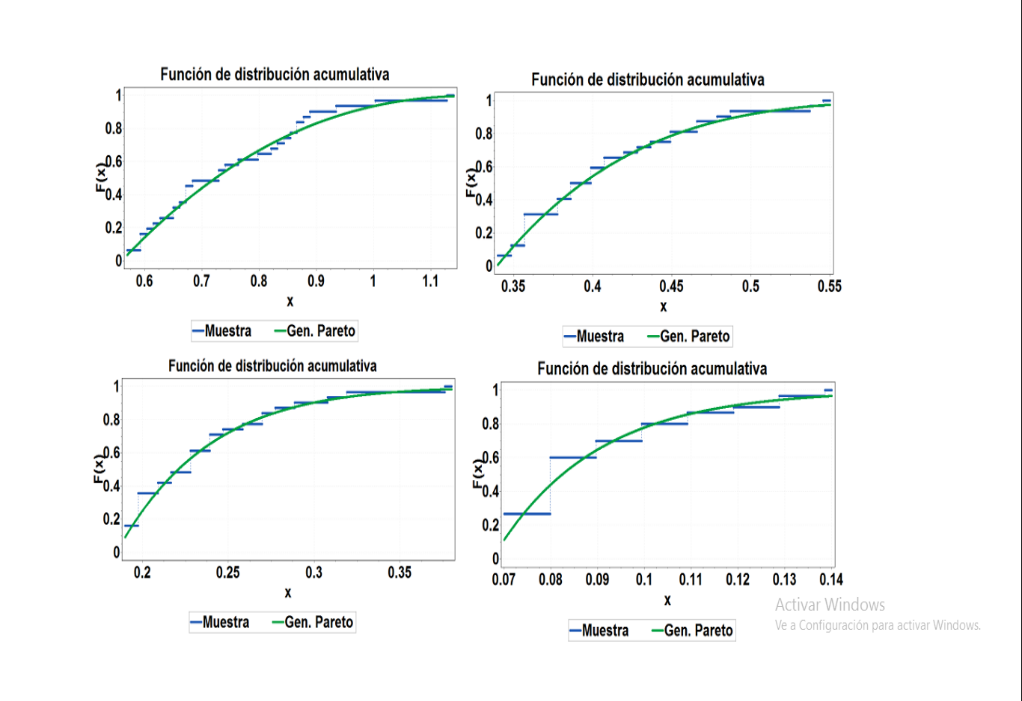 Función de distribución acumulativa
F(x)
1
0.8
0.6
0.4
0.2
0
0.6 0.7 0.8 0.9 1 1.1
x
Muestra Gen. Pareto
Función de distribución acumulativa
F(x)
1
0.8
0.6
0.4
0.2
0
0.35 0.4 0.45 0.5 0.55
x
Muestra Gen. Pareto
Función de distribución acumulativa
F(x)
1
0.8
0.6
0.4
0.2
0
0.2 0.25 0.3 0.35
x
Muestra Gen. Pareto
Función de distribución acumulativa
F(x)
1
0.8
0.6
0.4
0.2
0
0.07 0.08 0.09 0.1 0.11 0.12 0.13 0.14
x
Muestra Gen. Pareto
Activar Windows
Ve a Configuración para activar Windows.